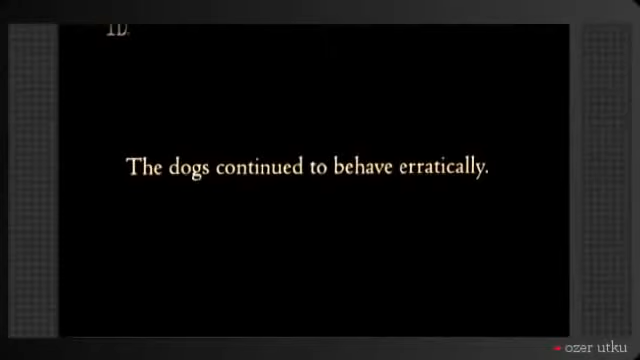 The dogs continued to behave erratically.
ozer utku